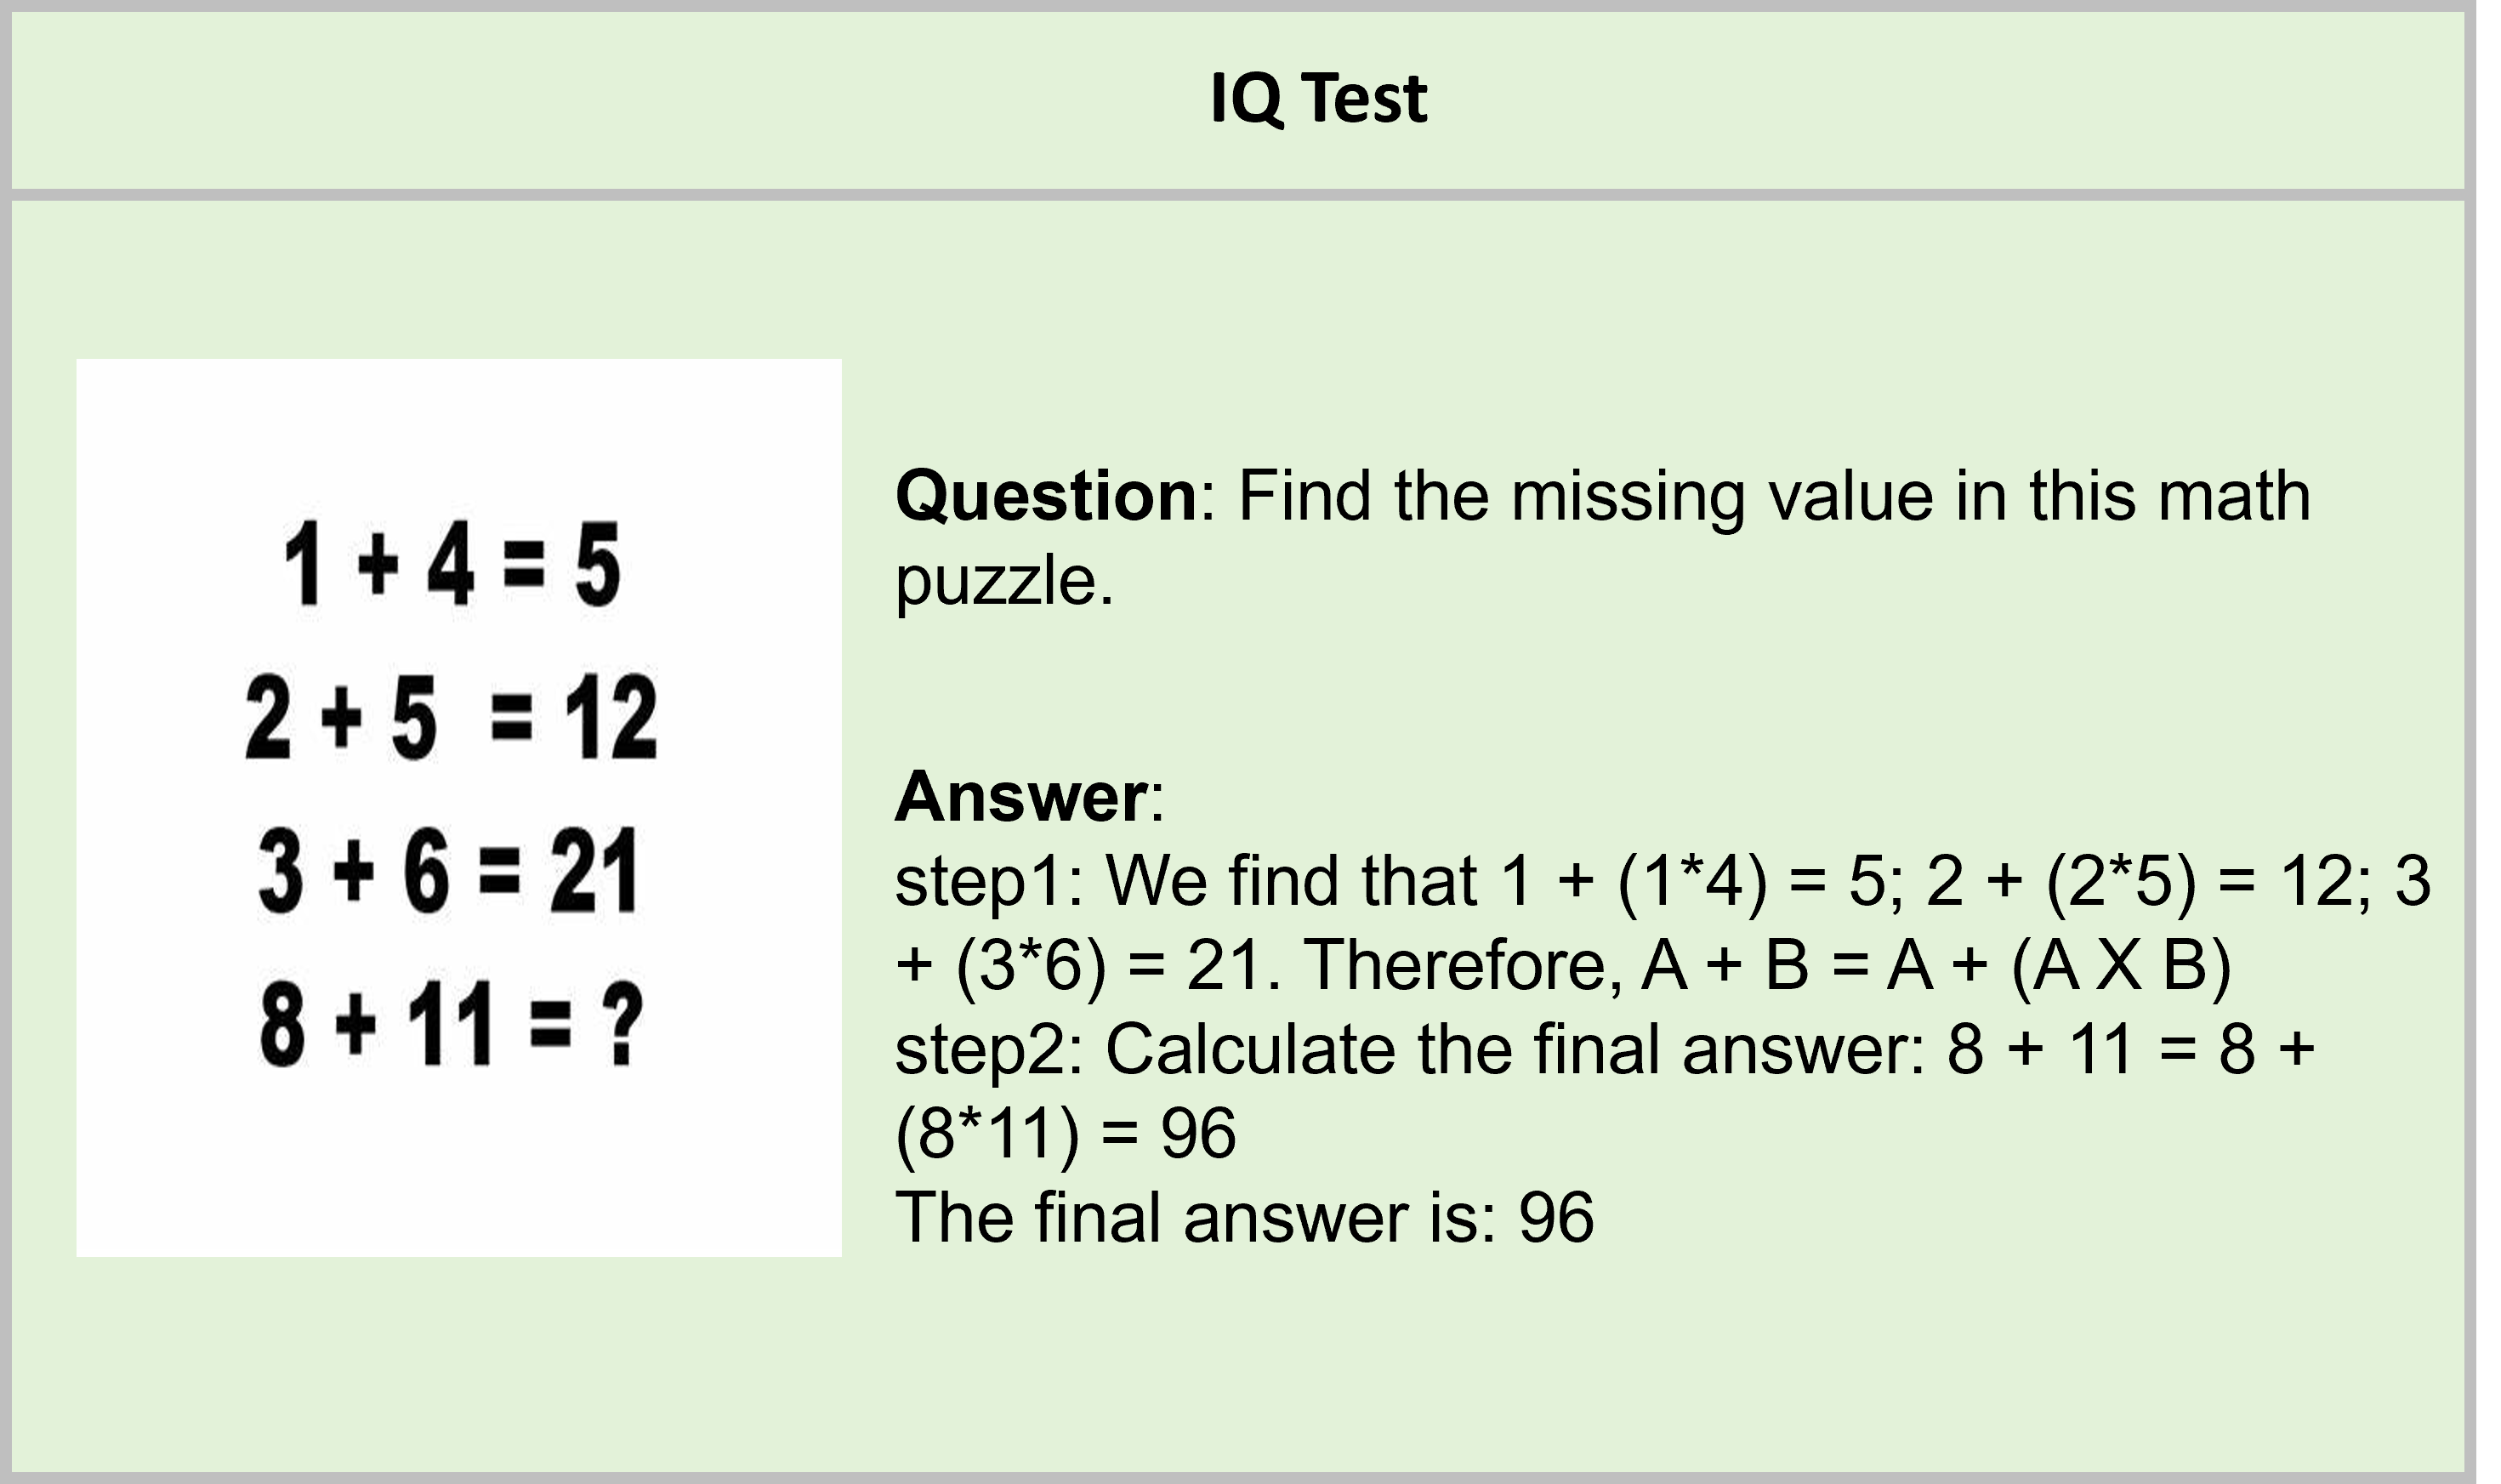 IQ Test
1 + 4 = 5
2 + 5 = 12
3 + 6 = 21
8 + 11 = ?
Question: Find the missing value in this math
puzzle.
Answer:
step1: We find that 1 + (1*4) = 5; 2 + (2*5) = 12; 3
+ (3*6) = 21. Therefore, A + B = A + (A X B)
step2: Calculate the final answer: 8 + 11 = 8 +
(8*11) = 96
The final answer is: 96